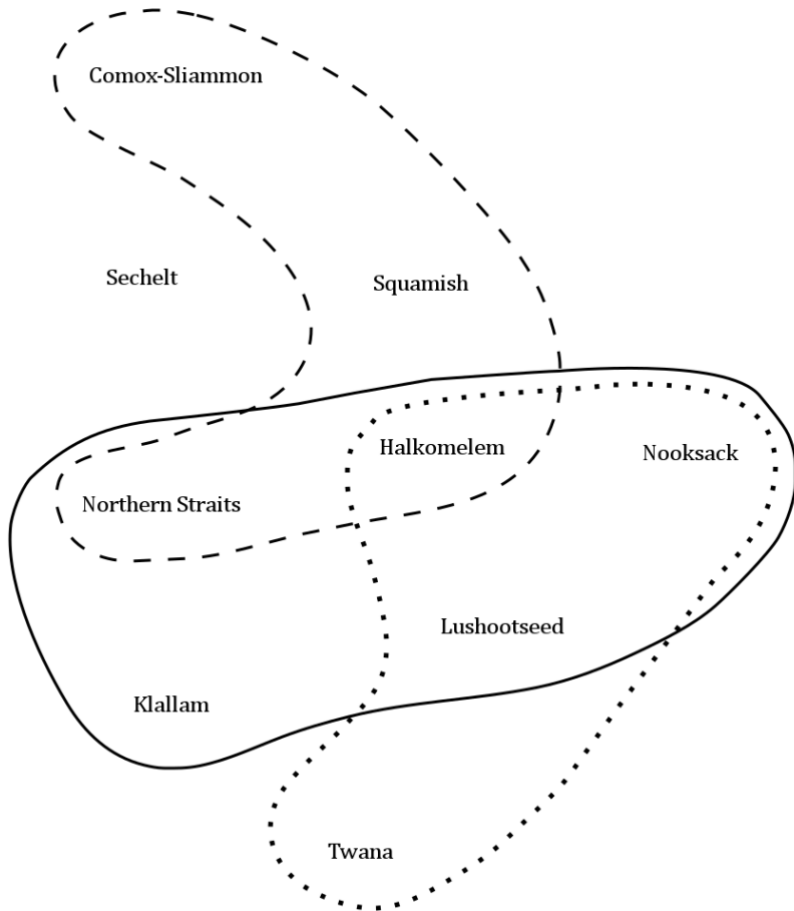 Comox-Sliammon
Sechelt
Squamish
Halkomelem
Nooksack
Northern Straits
Lushootseed
Klallam
Twana